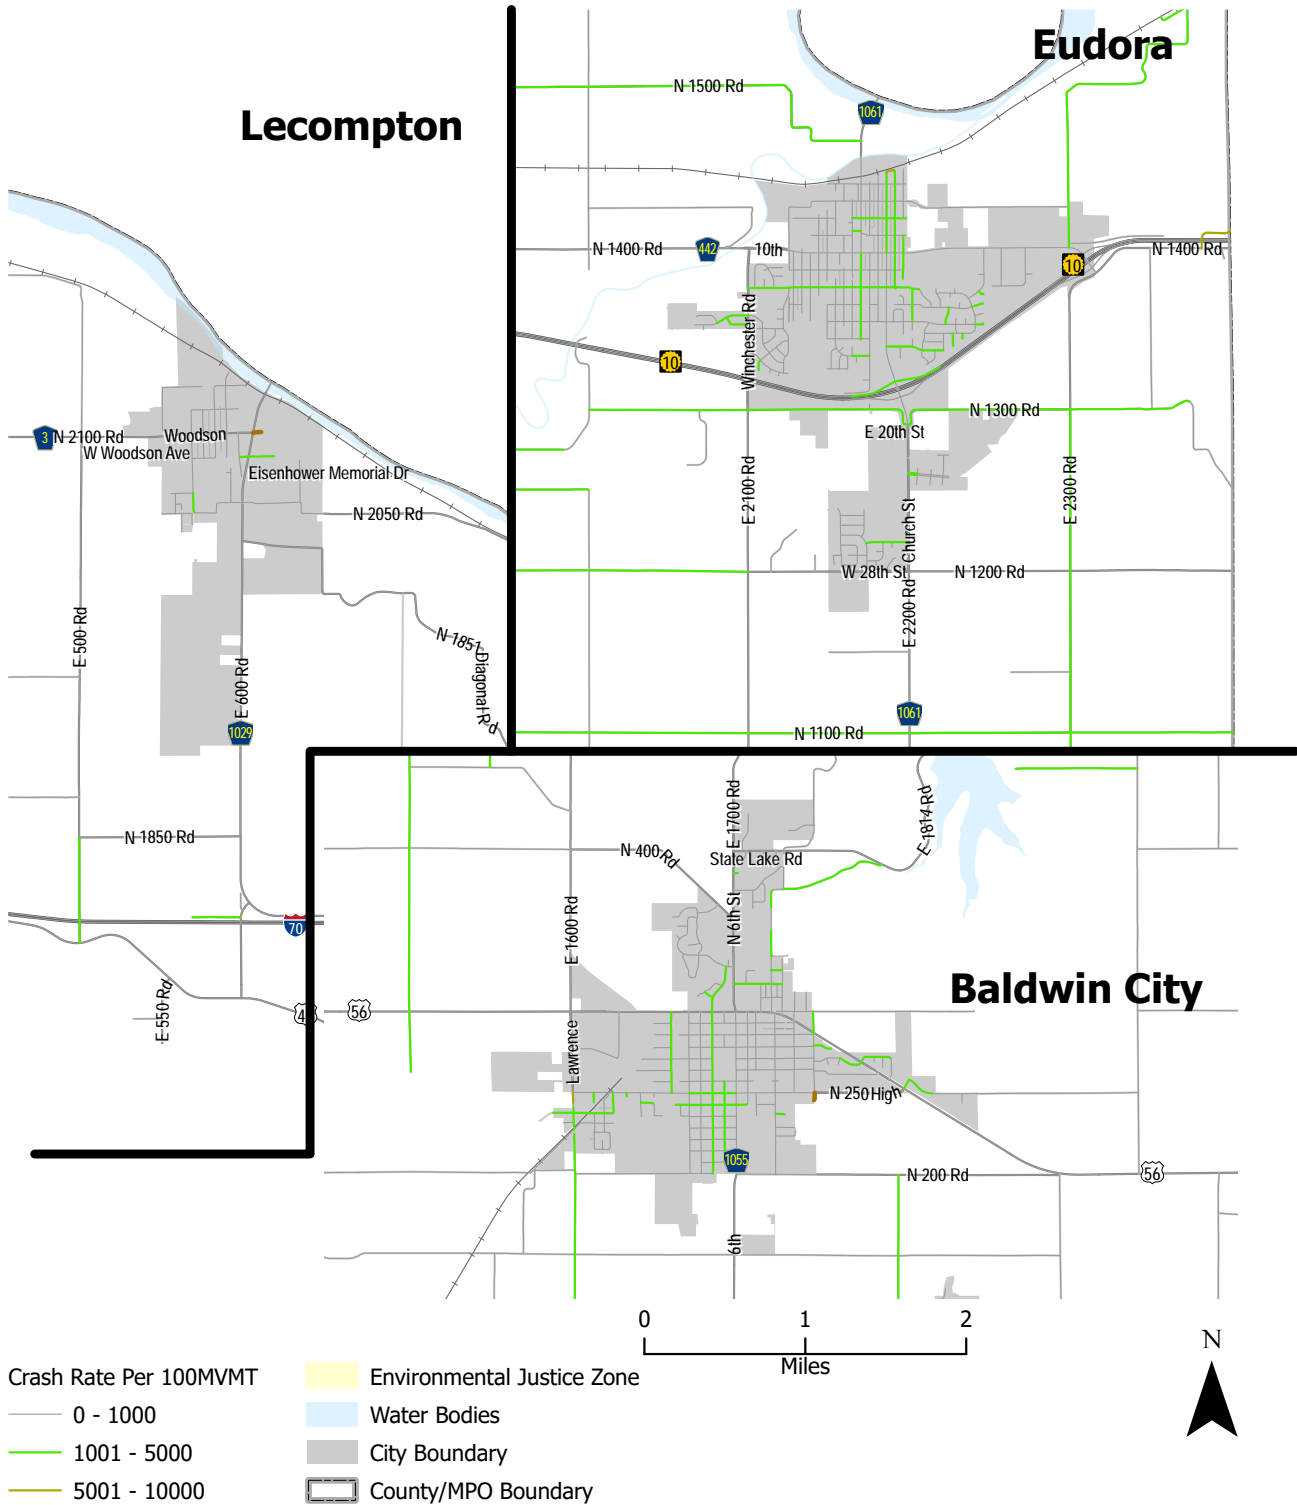 Eudora
Lecompton
N 1500 Rd
1061
N 1400 Rd
442
10th
10
N 1400 Rd
Winchester Rd
10
N 1300 Rd
E 20th St
3
N 2100 Rd
Woodson
W Woodson Ave
Eisenhower Memorial Dr
N 2050 Rd
E 2100 Rd
Church St
E 2300 Rd
W 28th St
N 1200 Rd
E 2200 Rd
E 500 Rd
N 1851
Diagonal Rd
E 600 Rd
1029
1061
N 1100 Rd
N 1850 Rd
70
E 550 Rd
4
56
E 1700 Rd
E 1814 Rd
N 400 Rd
State Lake Rd
E 1600 Rd
N 6th St
Baldwin City
Lawrence
N 250
High
1055
N 200 Rd
56
6th
0 1 2
Miles
N
Crash Rate Per 100MVMT
0 - 1000
1001 - 5000
5001 - 10000
Environmental Justice Zone
Water Bodies
City Boundary
County/MPO Boundary